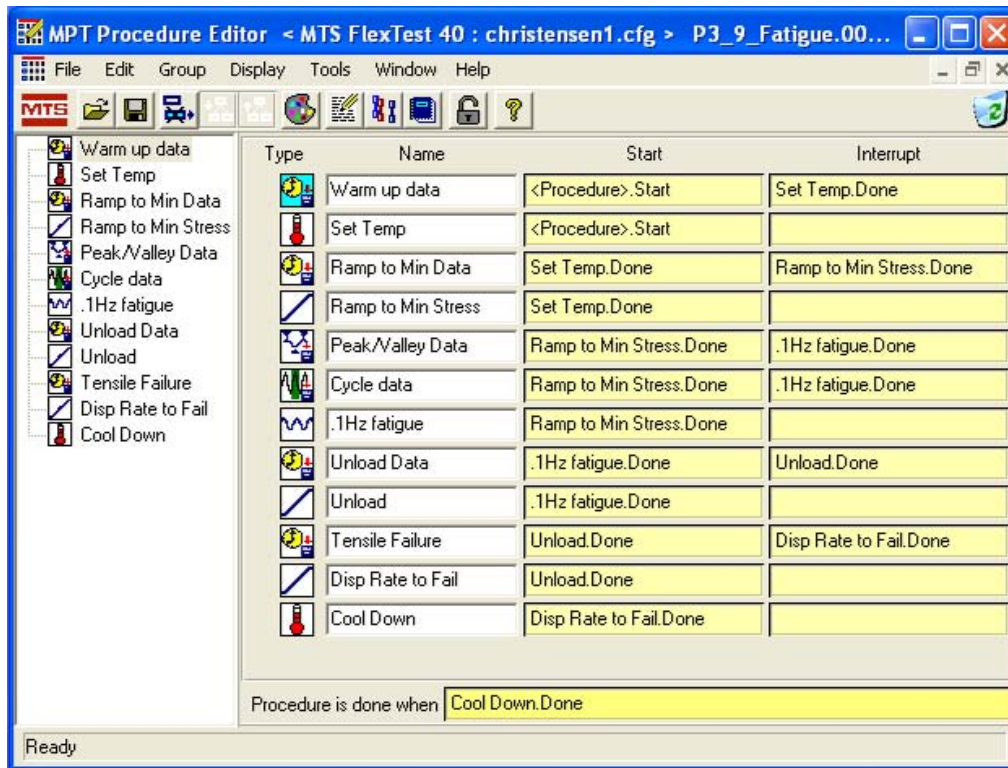 MPT Procedure Editor < MTS FlexTest 40 : christensen1.cfg > P3_9_Fatigue.00...
File Edit Group Display Tools Window Help
MTS
Warm up data
Set Temp
Ramp to Min Data
Ramp to Min Stress
Peak/Valley Data
Cycle data
.1Hz fatigue
Unload Data
Unload
Tensile Failure
Disp Rate to Fail
Cool Down
Type Name Start Interrupt
Warm up data <Procedure>.Start Set Temp.Done
Set Temp <Procedure>.Start
Ramp to Min Data Set Temp.Done Ramp to Min Stress.Done
Ramp to Min Stress Set Temp.Done
Peak/Valley Data Ramp to Min Stress.Done .1Hz fatigue.Done
Cycle data Ramp to Min Stress.Done .1Hz fatigue.Done
.1Hz fatigue Ramp to Min Stress.Done
Unload Data .1Hz fatigue.Done Unload.Done
Unload .1Hz fatigue.Done
Tensile Failure Unload.Done Disp Rate to Fail.Done
Disp Rate to Fail Unload.Done
Cool Down Disp Rate to Fail.Done
Procedure is done when Cool Down.Done
Ready